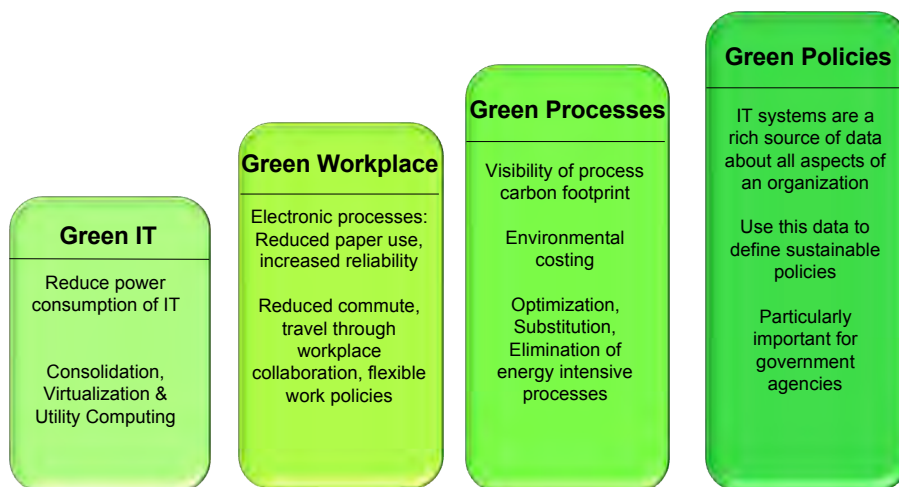 Green IT
Reduce power
consumption of IT
Consolidation,
Virtualization &
Utility Computing
Green Workplace
Electronic processes:
Reduced paper use,
increased reliability
Reduced commute,
travel through
workplace
collaboration, flexible
work policies
Green Processes
Visibility of process
carbon footprint
Environmental
costing
Optimization,
Substitution,
Elimination of
energy intensive
processes
Green Policies
IT systems are a
rich source of data
about all aspects of
an organization
Use this data to
define sustainable
policies
Particularly
important for
government
agencies